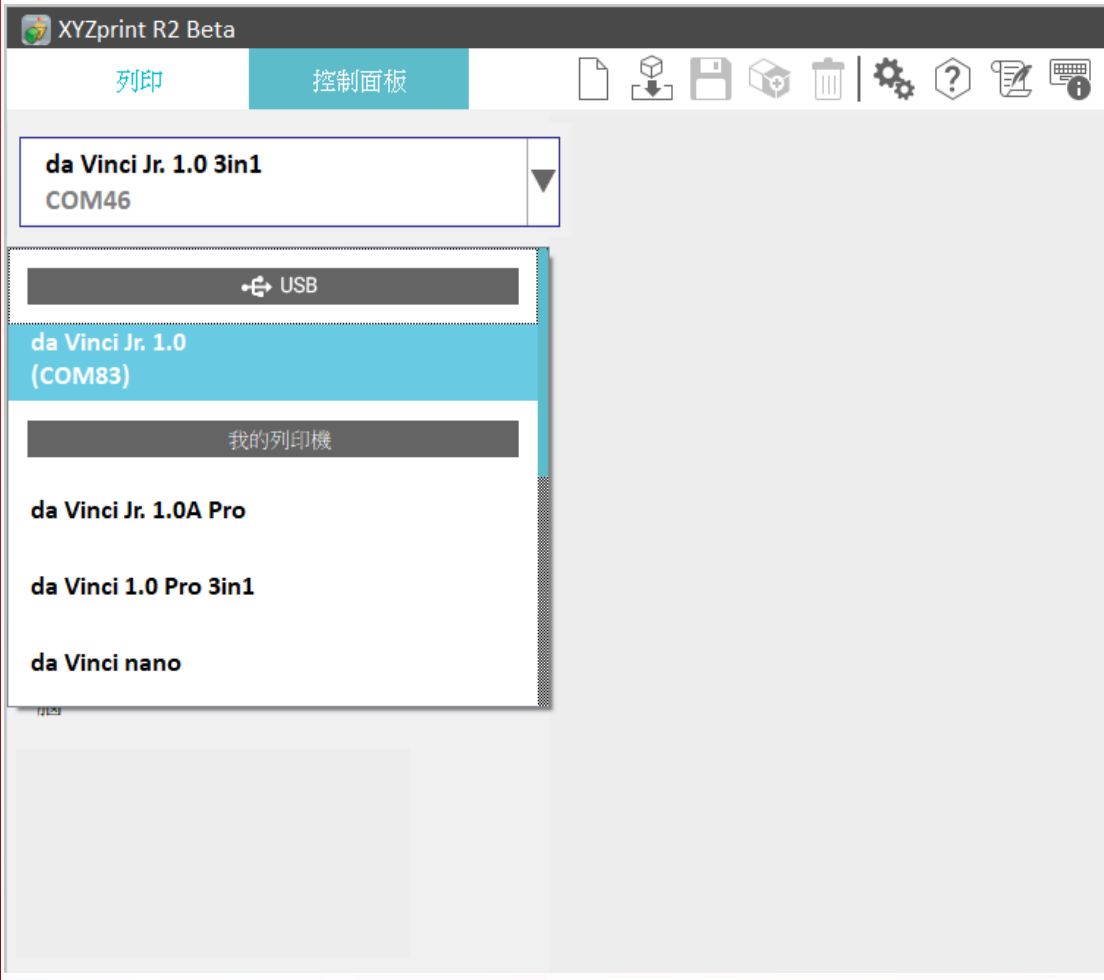 XYZprint R2 Beta
列印 控制面板
da Vinci Jr. 1.0 3in1
COM46
USB
da Vinci Jr. 1.0
(COM83)
我的列印機
da Vinci Jr. 1.0A Pro
da Vinci 1.0 Pro 3in1
da Vinci nano